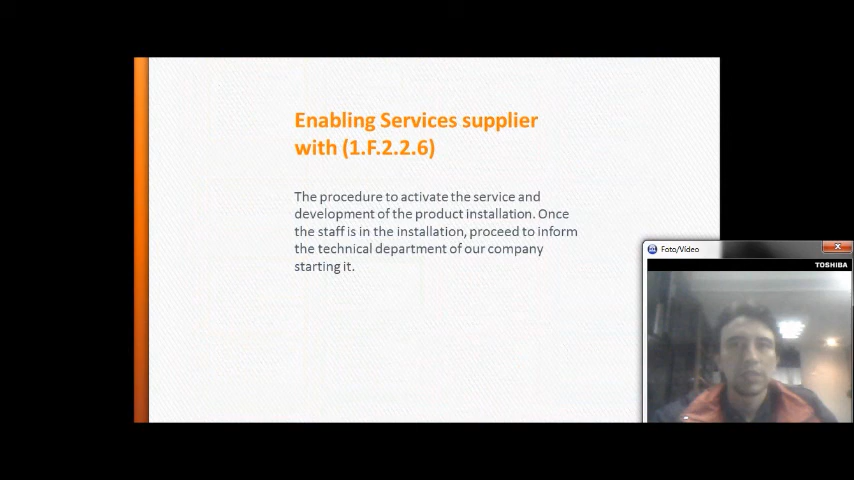 Enabling Services supplier
with (1.F.2.2.6)
The procedure to activate the service and
development of the product installation. Once
the staff is in the installation, proceed to inform
the technical department of our company
starting it.
Foto/Vídeo
TOSHIBA